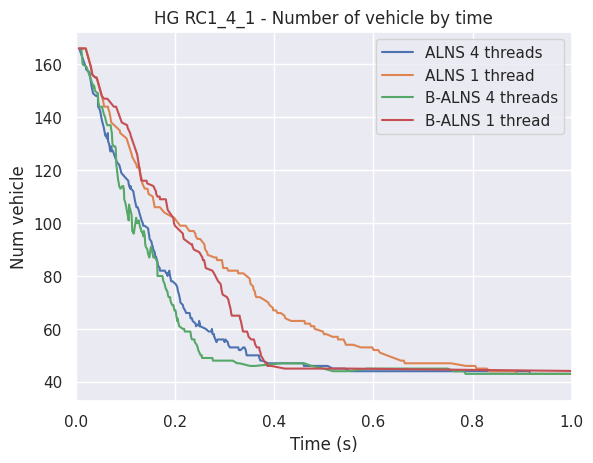 HG RC1_4_1 - Number of vehicle by time
ALNS 4 threads
ALNS 1 thread
B-ALNS 4 threads
B-ALNS 1 thread
Num vehicle
160
140
120
100
80
60
40
0.0 0.2 0.4 0.6 0.8 1.0
Time (s)